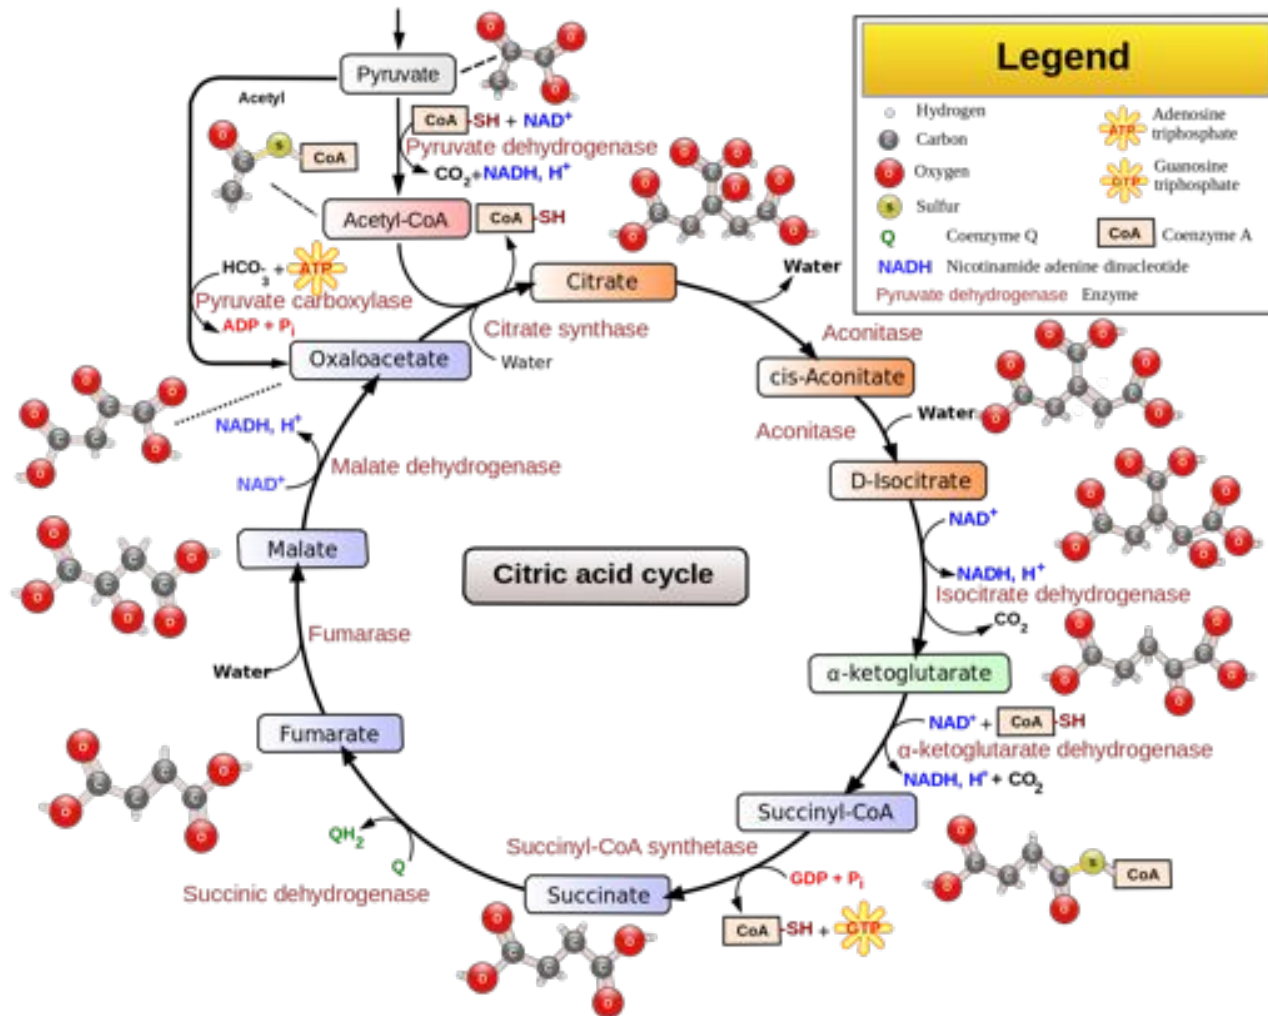 Legend
Hydrogen
Carbon
Oxygen
S Sulfur
Q Coenzyme Q
NADH Nicotinamide adenine dinucleotide
Pyruvate dehydrogenase Enzyme
ATP Adenosine
triphosphate
GTP Guanosine
triphosphate
CoA Coenzyme A
Pyruvate
Acetyl
CoA-SH + NAD+
Pyruvate dehydrogenase
CO2+NADH, H+
S CoA
Acetyl-CoA
CoA-SH
HCO3- + ATP
Pyruvate carboxylase
ADP + Pi
Citrate
Water
Citrate synthase
Water
Oxaloacetate
Aconitase
cis-Aconitate
Water
Aconitase
D-Isocitrate
NAD+
NADH, H+
Isocitrate dehydrogenase
CO2
α-ketoglutarate
NAD+ + CoA-SH
α-ketoglutarate dehydrogenase
NADH, H+ + CO2
Succinyl-CoA
S CoA
Succinyl-CoA synthetase
GDP + Pi
CoA-SH + GTP
Succinate
Succinic dehydrogenase
Q
QH2
Fumarate
Water
Fumarase
Malate
NAD+
Malate dehydrogenase
NADH, H+
Citric acid cycle